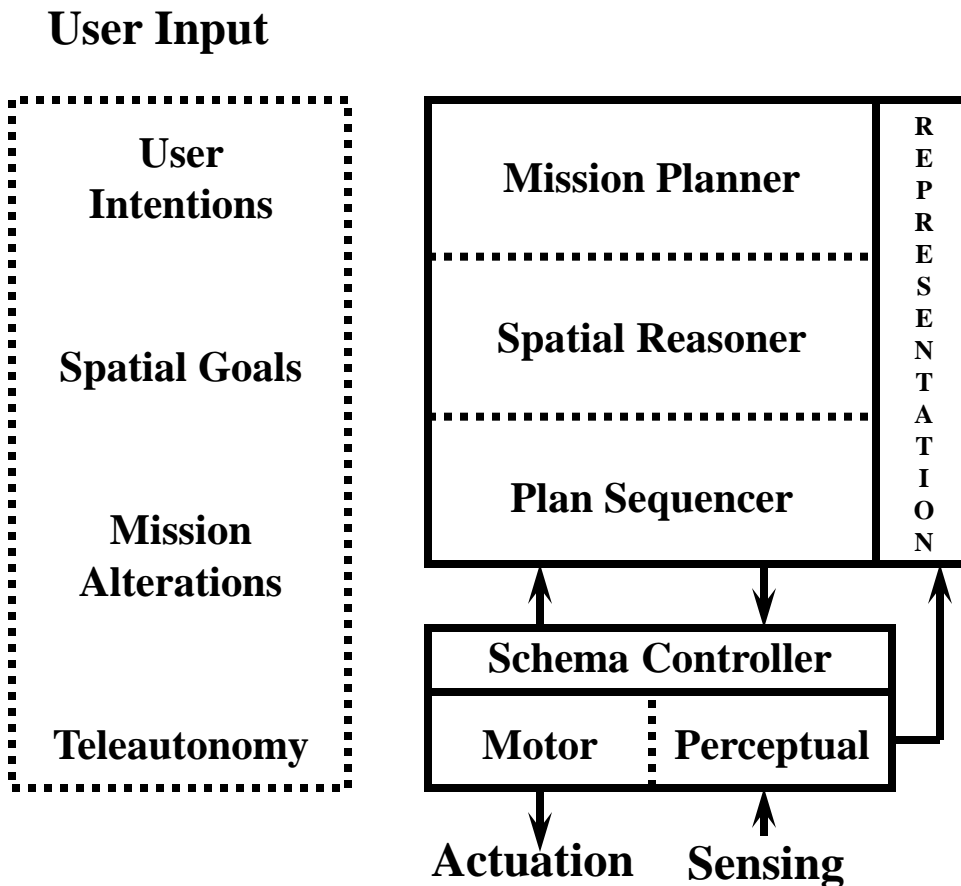 User Input
User
Intentions
Spatial Goals
Mission
Alterations
Teleautonomy
Mission Planner
Spatial Reasoner
Plan Sequencer
R
E
P
R
E
S
E
N
T
A
T
I
O
N
Schema Controller
Motor
Perceptual
Actuation
Sensing